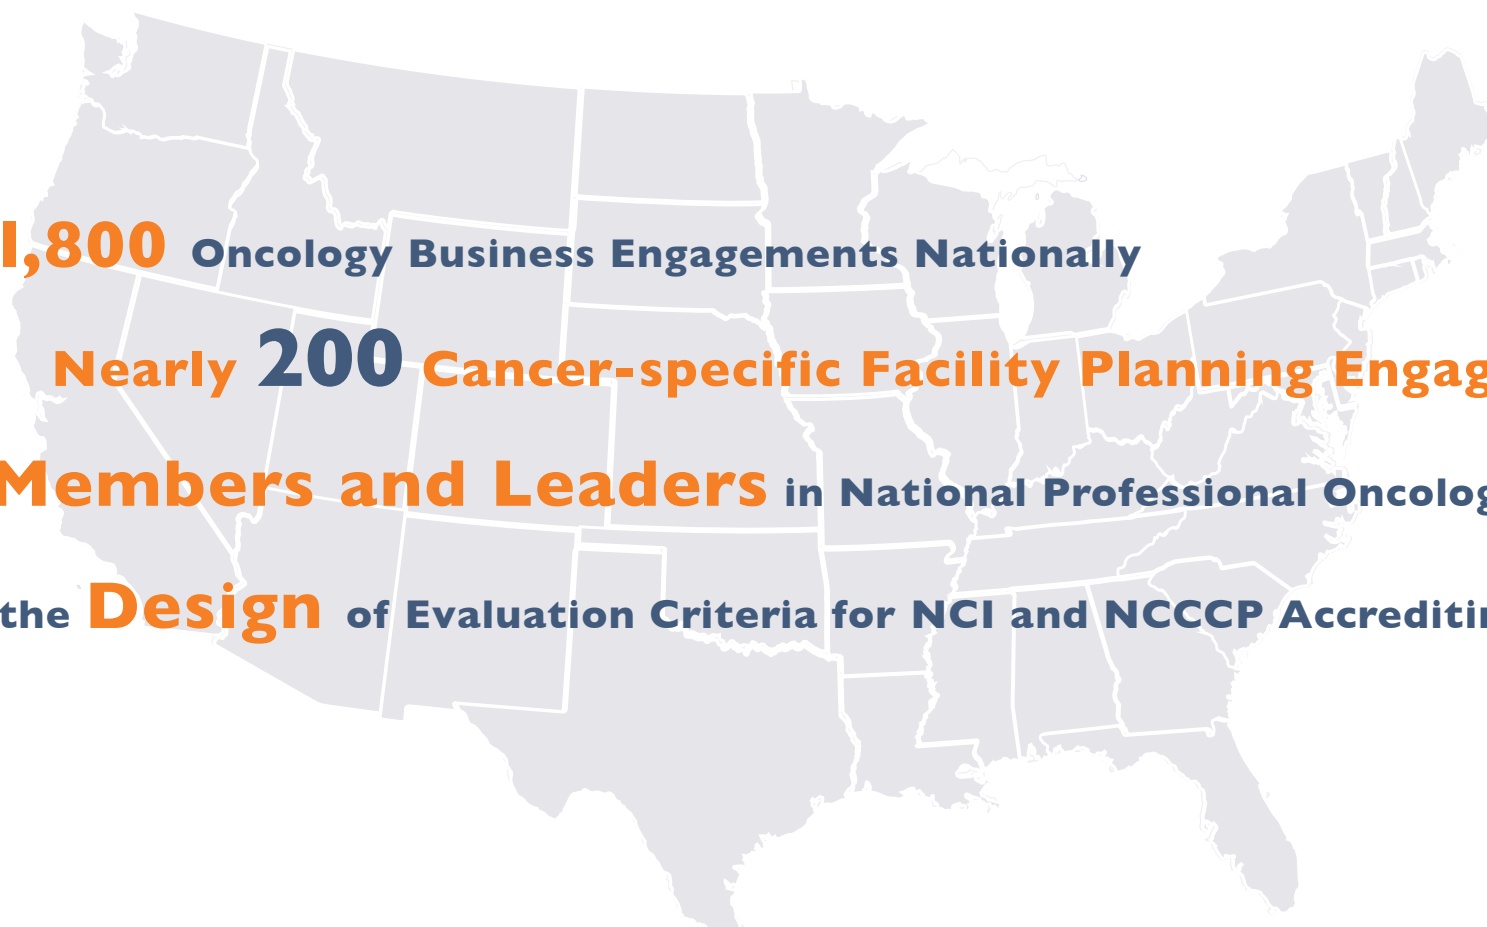 1,800 Oncology Business Engagements Nationally
Nearly 200 Cancer-specific Facility Planning
Members and Leaders in National Professional
the Design of Evaluation Criteria for NCI and NCCCP